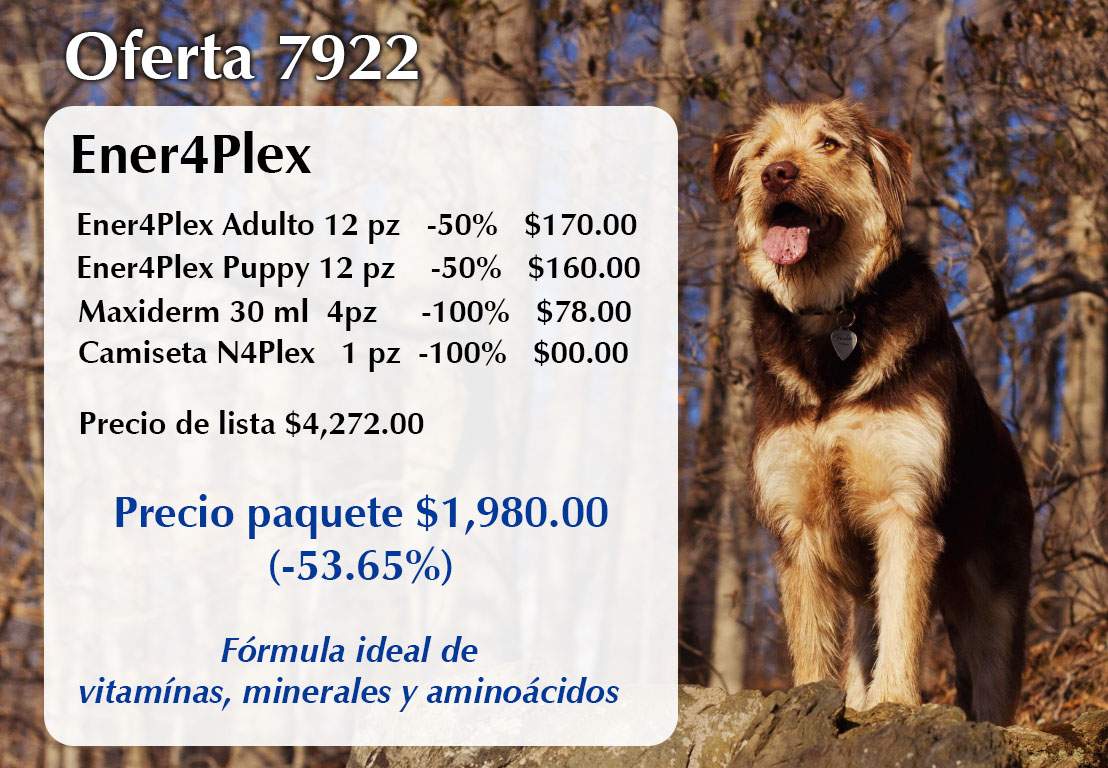 Oferta 7922
Ener4Plex
Ener4Plex Adulto 12 pz -50% $170.00
Ener4Plex Puppy 12 pz -50% $160.00
Maxiderm 30 ml 4pz -100% $78.00
Camiseta N4Plex 1 pz -100% $00.00
Precio de lista $4,272.00
Precio paquete $1,980.00
(-53.65%)
Fórmula ideal de
vitamínas, minerales y aminoácidos